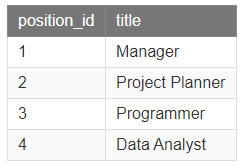 position_id title
1 Manager
2 Project Planner
3 Programmer
4 Data Analyst